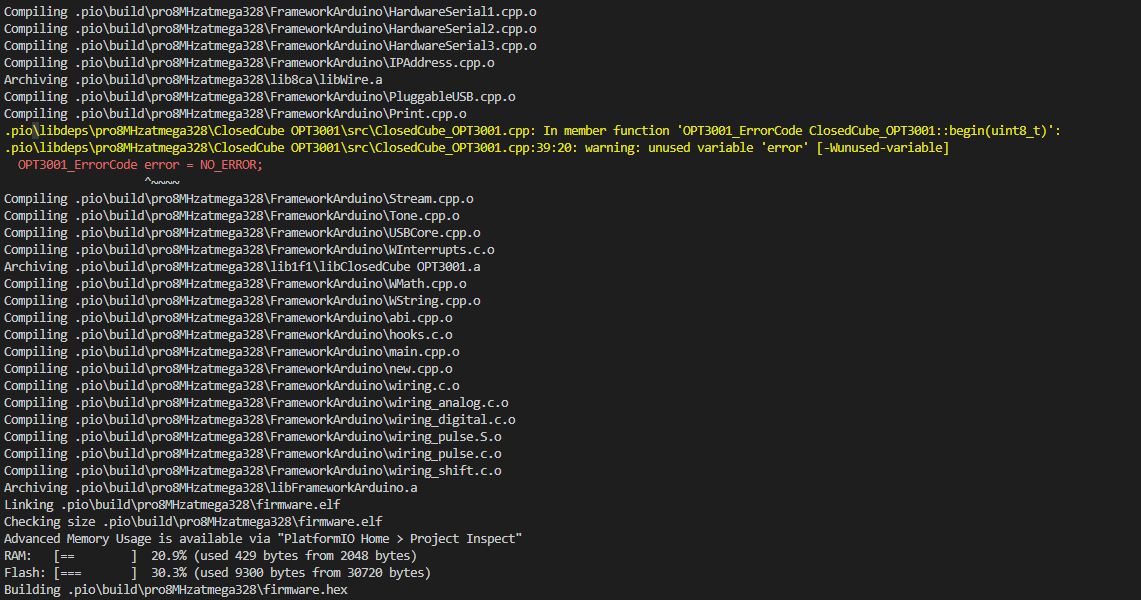 Compiling .pio\build\pro8MHzatmega328\FrameworkArduino\HardwareSerial1.cpp.o
Compiling .pio\build\pro8MHzatmega328\FrameworkArduino\HardwareSerial2.cpp.o
Compiling .pio\build\pro8MHzatmega328\FrameworkArduino\HardwareSerial3.cpp.o
Compiling .pio\build\pro8MHzatmega328\FrameworkArduino\IPAddress.cpp.o
Archiving .pio\build\pro8MHzatmega328\lib8ca\libWire.a
Compiling .pio\build\pro8MHzatmega328\FrameworkArduino\PluggableUSB.cpp.o
Compiling .pio\build\pro8MHzatmega328\FrameworkArduino\Print.cpp.o
.pio\libdeps\pro8MHzatmega328\ClosedCube OPT3001\src\ClosedCube_OPT3001.cpp: In member function 'OPT3001_ErrorCode ClosedCube_OPT3001::begin(uint8_t)':
.pio\libdeps\pro8MHzatmega328\ClosedCube OPT3001\src\ClosedCube_OPT3001.cpp:39:20: warning: unused variable 'error' [-Wunused-variable]
  OPT3001_ErrorCode error = NO_ERROR;
                    ^~~~~
Compiling .pio\build\pro8MHzatmega328\FrameworkArduino\Stream.cpp.o
Compiling .pio\build\pro8MHzatmega328\FrameworkArduino\Tone.cpp.o
Compiling .pio\build\pro8MHzatmega328\FrameworkArduino\USBCore.cpp.o
Compiling .pio\build\pro8MHzatmega328\FrameworkArduino\WInterrupts.c.o
Archiving .pio\build\pro8MHzatmega328\lib1f1\libClosedCube OPT3001.a
Compiling .pio\build\pro8MHzatmega328\FrameworkArduino\WMath.cpp.o
Compiling .pio\build\pro8MHzatmega328\FrameworkArduino\WString.cpp.o
Compiling .pio\build\pro8MHzatmega328\FrameworkArduino\abi.cpp.o
Compiling .pio\build\pro8MHzatmega328\FrameworkArduino\hooks.c.o
Compiling .pio\build\pro8MHzatmega328\FrameworkArduino\main.cpp.o
Compiling .pio\build\pro8MHzatmega328\FrameworkArduino\new.cpp.o
Compiling .pio\build\pro8MHzatmega328\FrameworkArduino\wiring.c.o
Compiling .pio\build\pro8MHzatmega328\FrameworkArduino\wiring_analog.c.o
Compiling .pio\build\pro8MHzatmega328\FrameworkArduino\wiring_digital.c.o
Compiling .pio\build\pro8MHzatmega328\FrameworkArduino\wiring_pulse.S.o
Compiling .pio\build\pro8MHzatmega328\FrameworkArduino\wiring_pulse.c.o
Compiling .pio\build\pro8MHzatmega328\FrameworkArduino\wiring_shift.c.o
Archiving .pio\build\pro8MHzatmega328\libFrameworkArduino.a
Linking .pio\build\pro8MHzatmega328\firmware.elf
Checking size .pio\build\pro8MHzatmega328\firmware.elf
Advanced Memory Usage is available via "PlatformIO Home > Project Inspect"
RAM:   [==        ]  20.9% (used 429 bytes from 2048 bytes)
Flash: [===       ]  30.3% (used 9300 bytes from 30720 bytes)
Building .pio\build\pro8MHzatmega328\firmware.hex